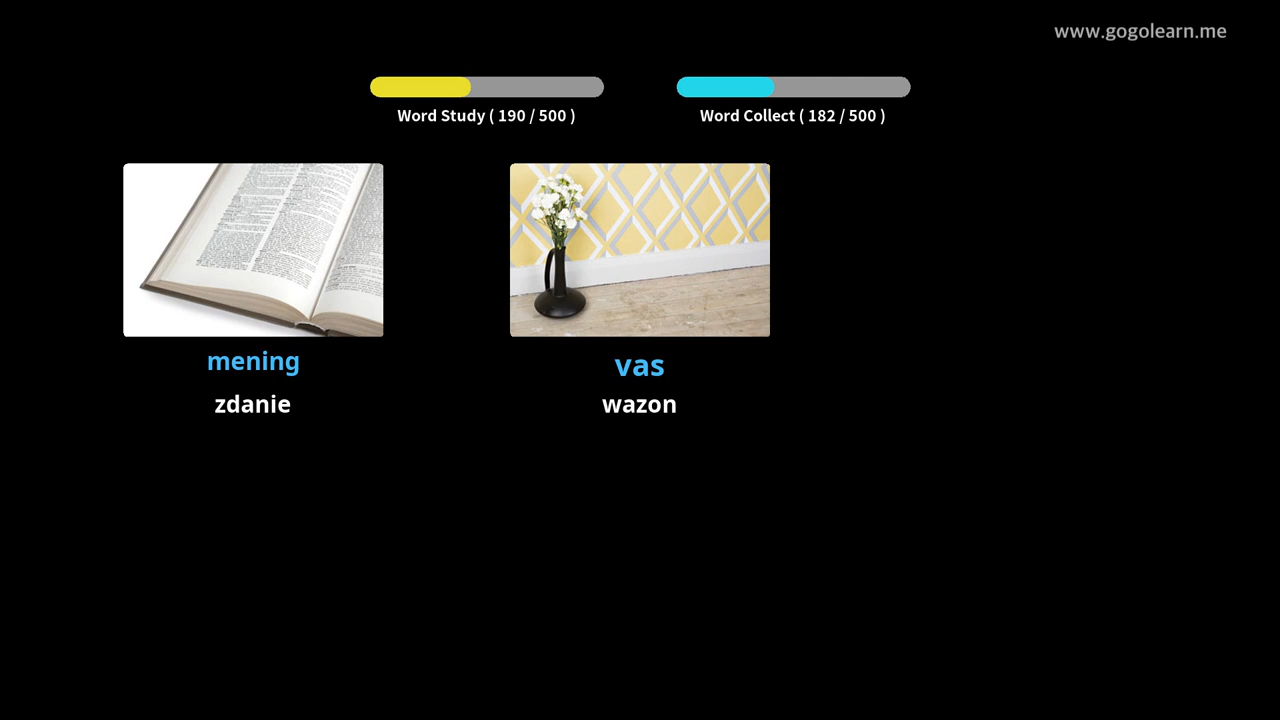 www.gogolearn.me
Word Study ( 190 / 500 )
Word Collect ( 182 / 500 )
mening
zdanie
vas
wazon